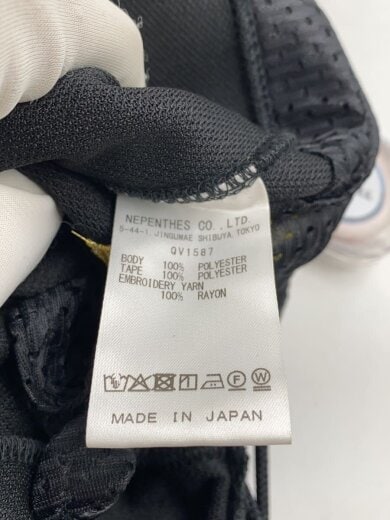 NEPENTHES CO.,LTD.
5-44-1,JINGUMAE SHIBUYA,TOKYO
QV1587
BODY 100% POLYESTER
TAPE 100% POLYESTER
EMBROIDERY YARN
100% RAYON
MADE IN JAPAN